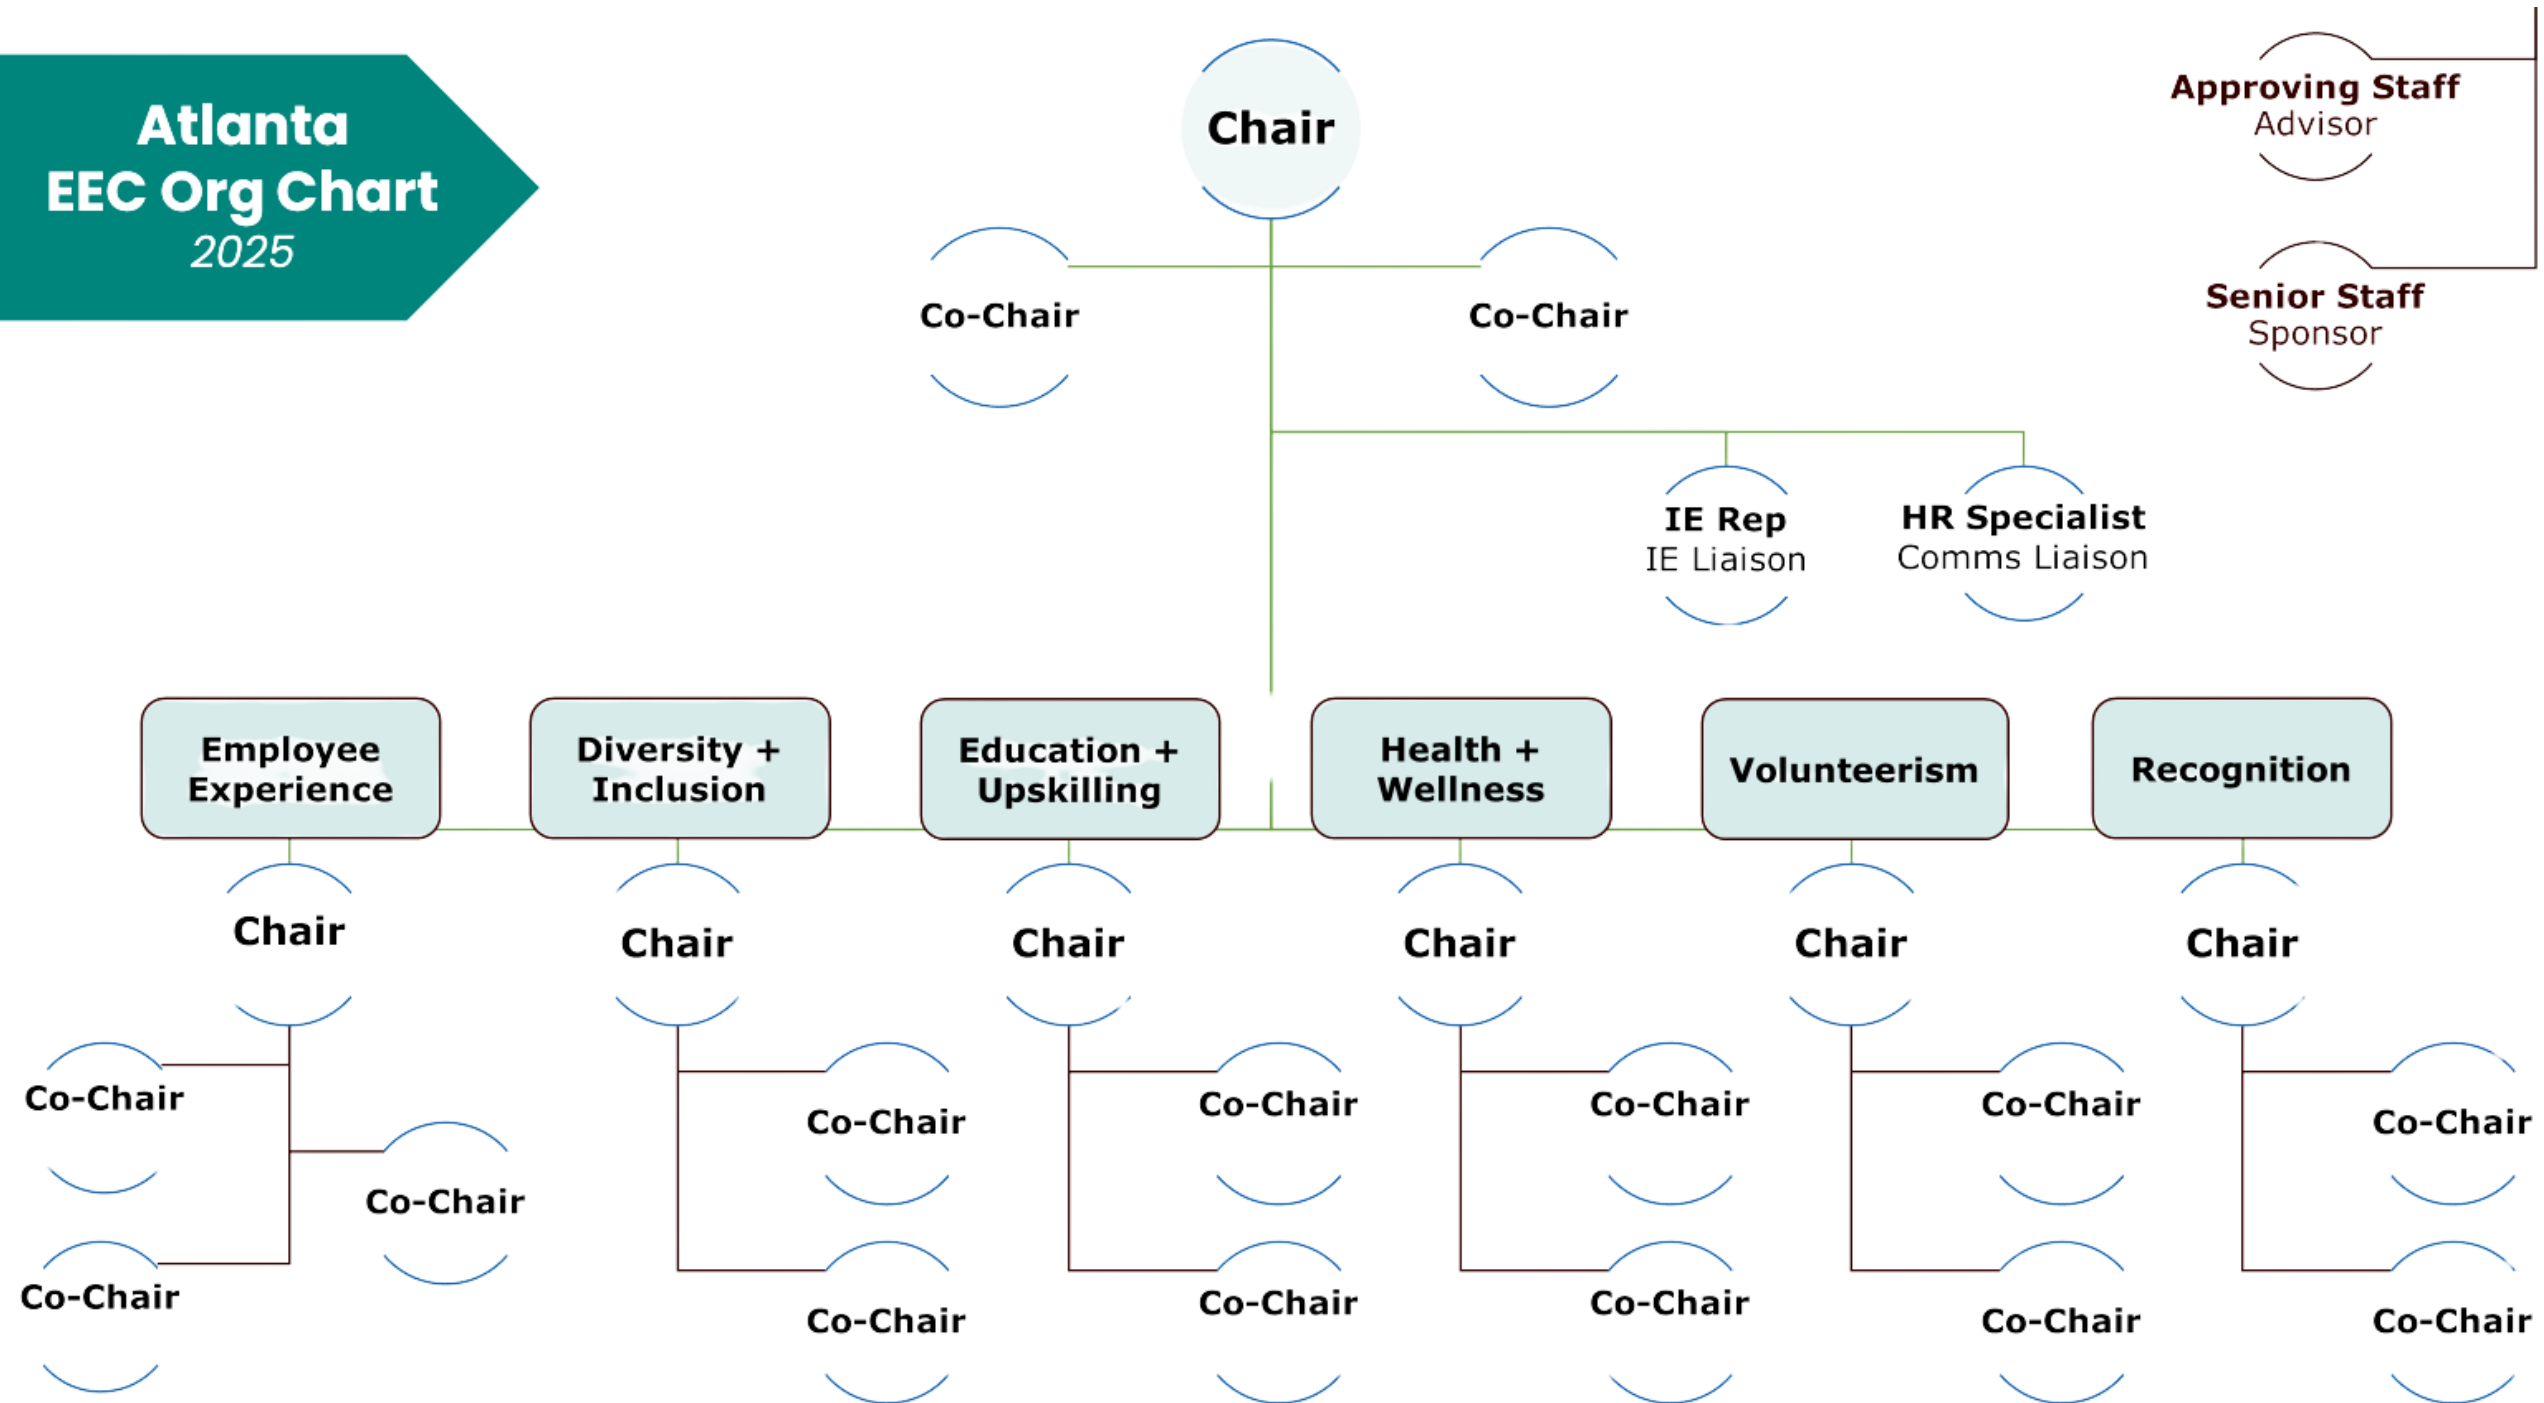 Atlanta
EEC Org Chart
2025
Chair
Approving Staff
Advisor
Co-Chair
Co-Chair
Senior Staff
Sponsor
IE Rep
IE Liaison
HR Specialist
Comms Liaison
Employee
Experience
Diversity +
Inclusion
Education +
Upskilling
Health +
Wellness
Volunteerism
Recognition
Chair
Chair
Chair
Chair
Chair
Chair
Co-Chair
Co-Chair
Co-Chair
Co-Chair
Co-Chair
Co-Chair
Co-Chair
Co-Chair
Co-Chair
Co-Chair
Co-Chair
Co-Chair
Co-Chair